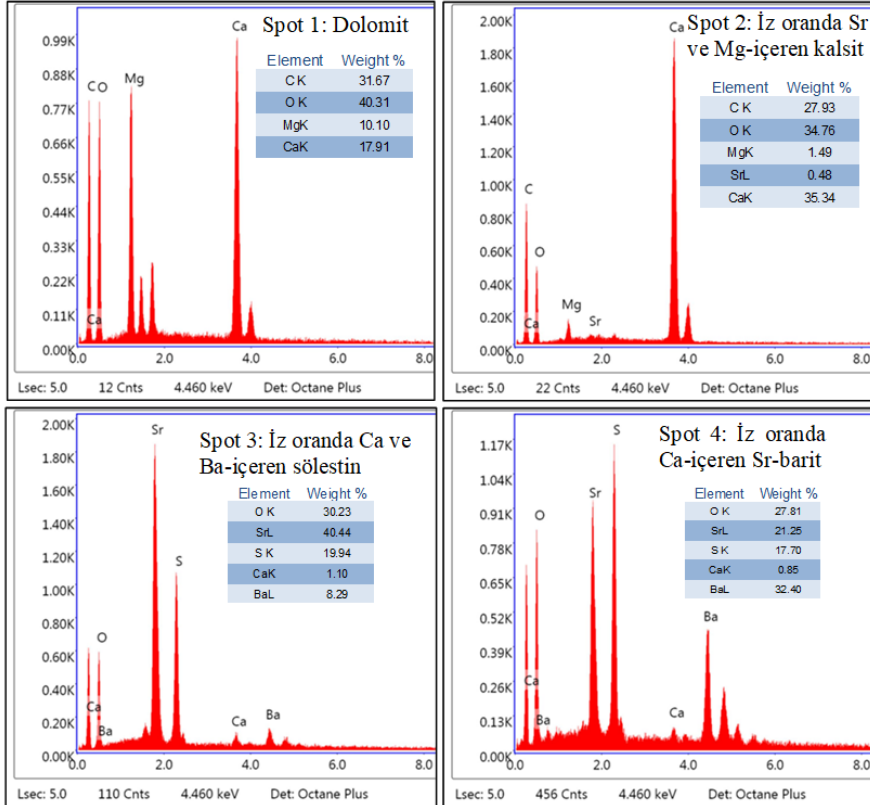 Spot 1: Dolomit
Element Weight %
C K 31.67
O K 40.31
MgK 10.10
CaK 17.91
0.99K
0.88K
0.77K
0.66K
0.55K
0.44K
0.33K
0.22K
0.11K
0.00K
C O Mg Ca
Ca
0.0 2.0 4.0 6.0 8.0
Lsec: 5.0 12 Cnts 4.460 keV Det: Octane Plus
Spot 2: İz oranda Sr
ve Mg-içeren kalsit
Element Weight %
C K 27.93
O K 34.76
MgK 1.49
SrL 0.48
CaK 35.34
2.00K
1.80K
1.60K
1.40K
1.20K
1.00K
0.80K
0.60K
0.40K
0.20K
0.00K
Ca
C
O
Mg
Ca Sr
0.0 2.0 4.0 6.0 8.0
Lsec: 5.0 22 Cnts 4.460 keV Det: Octane Plus
Spot 3: İz oranda Ca ve
Ba-içeren sölestin
Element Weight %
O K 30.23
SrL 40.44
S K 19.94
CaK 1.10
BaL 8.29
2.00K
1.80K
1.60K
1.40K
1.20K
1.00K
0.80K
0.60K
0.40K
0.20K
0.00K
Sr
S
O
Ca
Ca Ba
Ba
0.0 2.0 4.0 6.0 8.0
Lsec: 5.0 110 Cnts 4.460 keV Det: Octane Plus
Spot 4: İz oranda
Ca-içeren Sr-barit
Element Weight %
O K 27.81
SrL 21.25
S K 17.70
CaK 0.85
BaL 32.40
1.17K
1.04K
0.91K
0.78K
0.65K
0.52K
0.39K
0.26K
0.13K
0.00K
S
Sr
O
Ba
Ca
Ca
Ba
0.0 2.0 4.0 6.0 8.0
Lsec: 5.0 456 Cnts 4.460 keV Det: Octane Plus